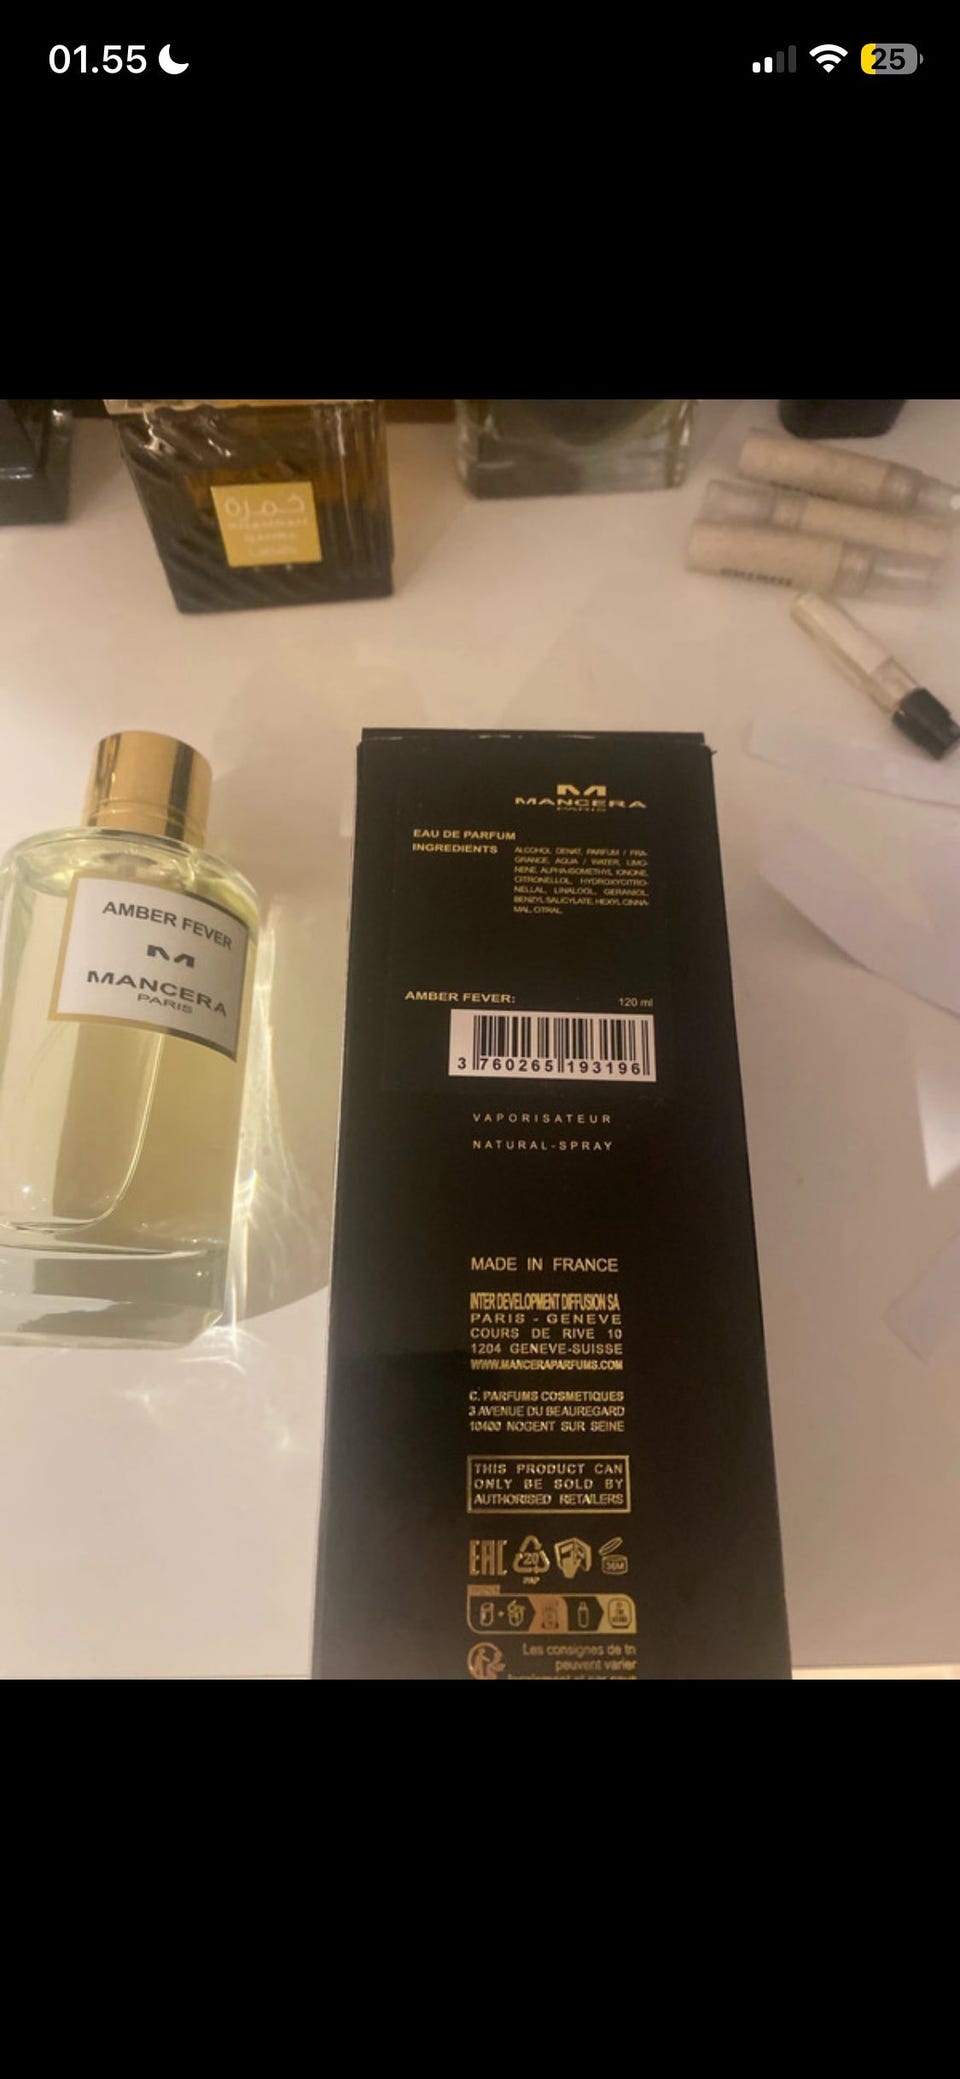 01.55
25
خمرة
AMBER FEVER
MANCERA
PARIS
MANCERA
PARIS
EAU DE PARFUM
INGREDIENTS
ALCOHOL DENAT, PARFUM / FRA-
GRANCE, AQUA / WATER, LIMO-
NENE, ALPHA-ISOMETHYL IONONE,
CITRONELLOL, HYDROXYCITRO-
NELLAL, LINALOOL, GERANIOL,
BENZYL SALICYLATE, HEXYL CINNA-
MAL, CITRAL.
AMBER FEVER:
120 ml
3 760265 193196
VAPORISATEUR
NATURAL-SPRAY
MADE IN FRANCE
INTER DEVELOPMENT DIFFUSION SA
PARIS - GENEVE
COURS DE RIVE 10
1204 GENEVE-SUISSE
WWW.MANCERAPARFUMS.COM
C. PARFUMS COSMETIQUES
3 AVENUE DU BEAUREGARD
10400 NOGENT SUR SEINE
THIS PRODUCT CAN
ONLY BE SOLD BY
AUTHORISED RETAILERS
EAC
20
PAP
36M
Les consignes de tri
peuvent varier